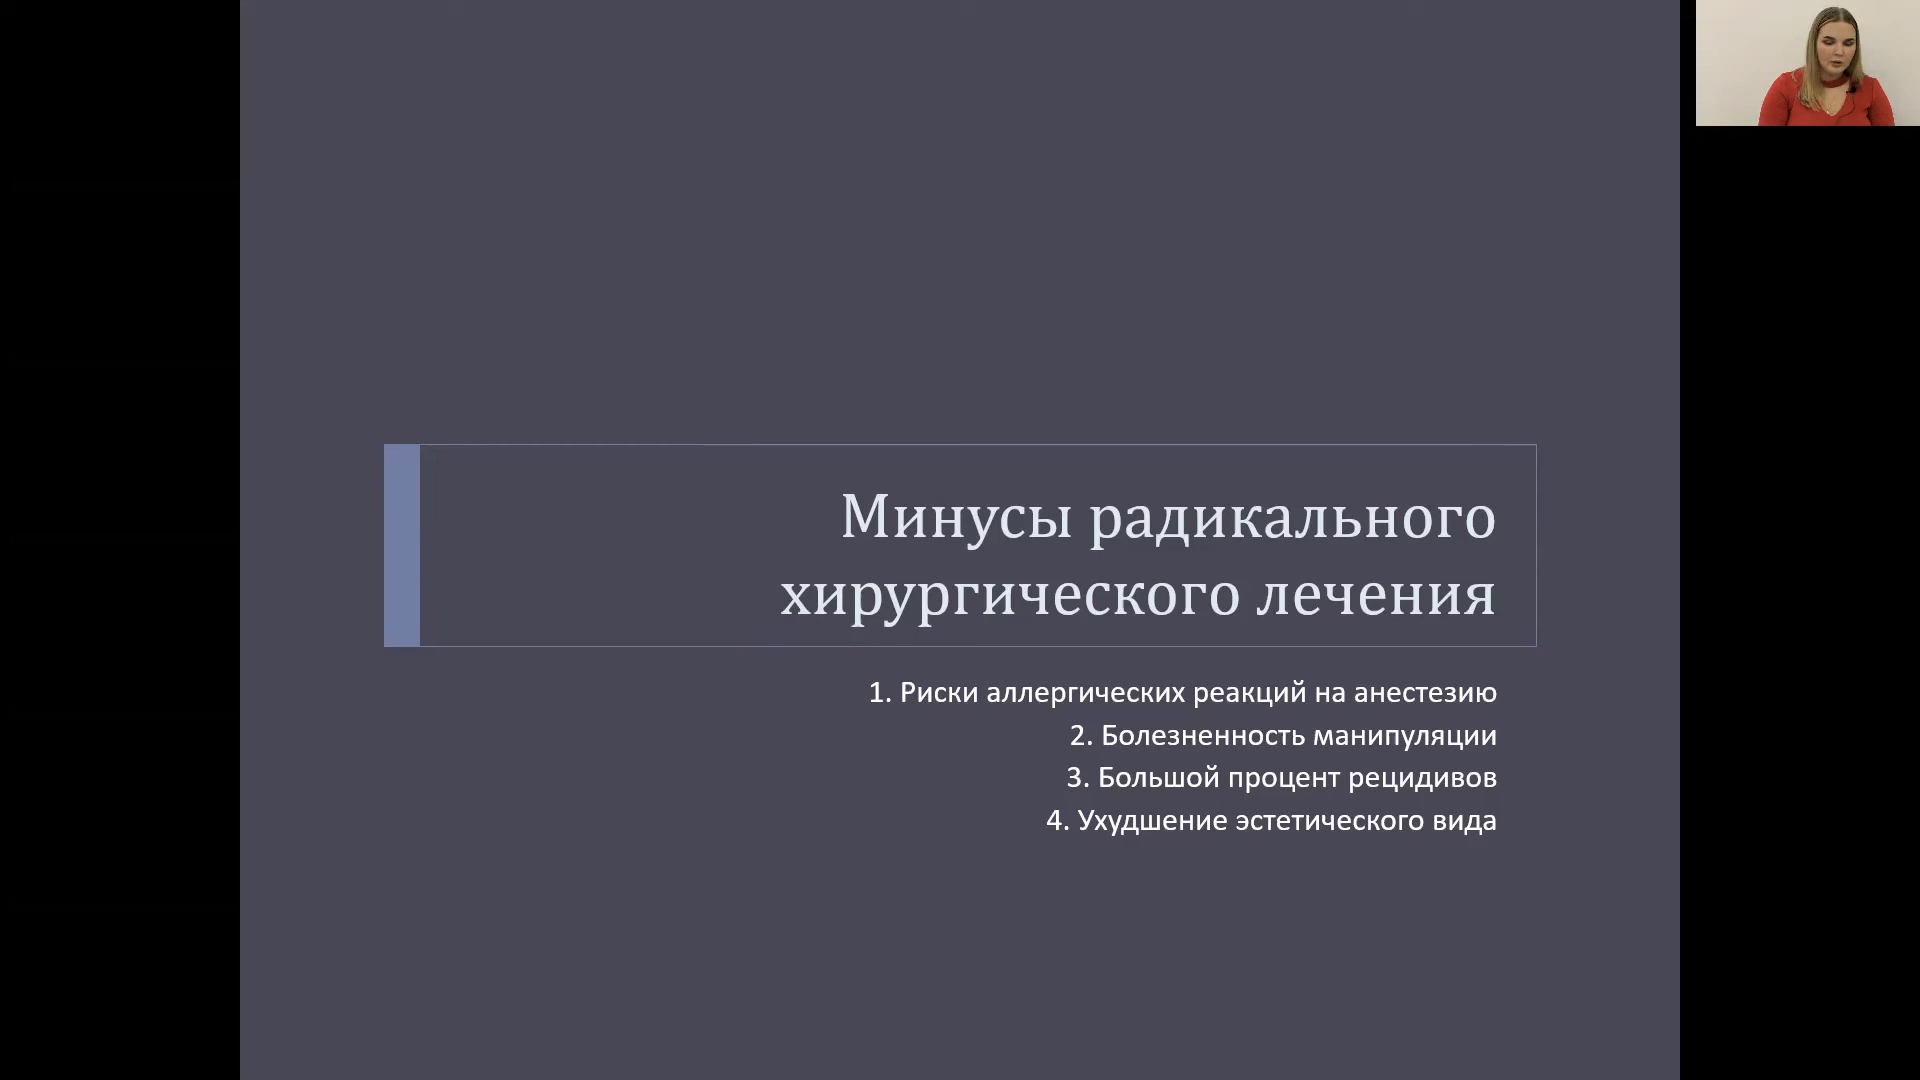 Минусы радикального
хирургического лечения
1. Риски аллергических реакций на анестезию
2. Болезненность манипуляции
3. Большой процент рецидивов
4. Ухудшение эстетического вида